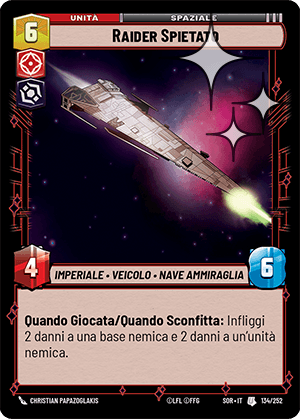 UNITÀ SPAZIALE
6
RAIDER SPIETATO
4
IMPERIALE • VEICOLO • NAVE AMMIRAGLIA
6
Quando Giocata/Quando Sconfitta: Infliggi
2 danni a una base nemica e 2 danni a un'unità
nemica.
CHRISTIAN PAPAZOGLAKIS
©LFL ©FFG
SOR • IT U 134/252